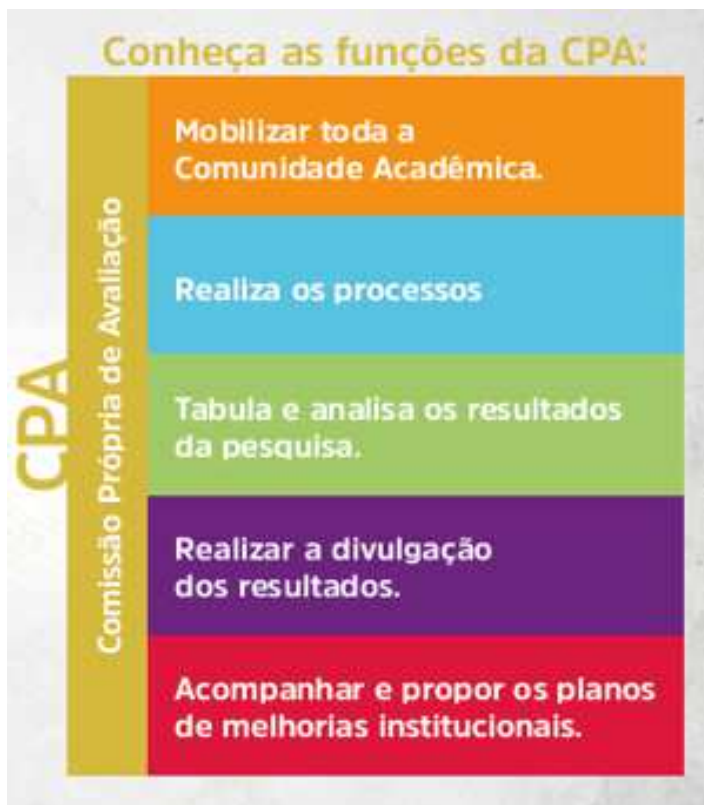 Conheça as funções da CPA:
CPA
Comissão Própria de Avaliação
Mobilizar toda a
Comunidade Acadêmica.
Realiza os processos
Tabula e analisa os resultados
da pesquisa.
Realizar a divulgação
dos resultados.
Acompanhar e propor os planos
de melhorias institucionais.